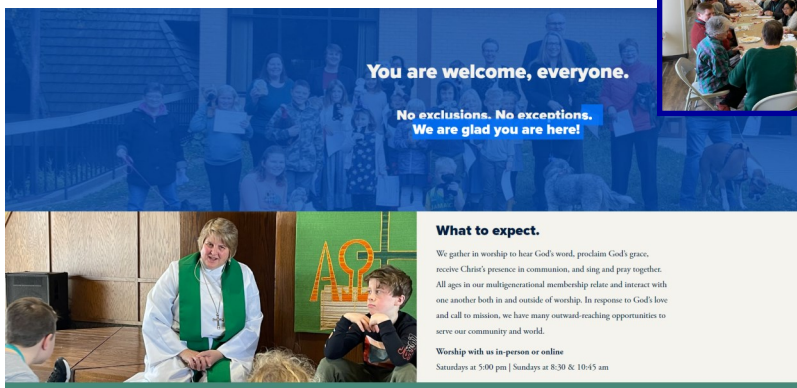 You are welcome, everyone.
No exclusions. No exceptions.
We are glad you are here!
What to expect.
We gather in worship to hear God's word, proclaim God's grace,
receive Christ's presence in communion, and sing and pray together.
All ages in our multigenerational membership relate and interact with
one another both in and outside of worship. In response to God's love
and call to mission, we have many outward-reaching opportunities to
serve our community and world.
Worship with us in-person or online
Saturdays at 5:00 pm | Sundays at 8:30 & 10:45 am